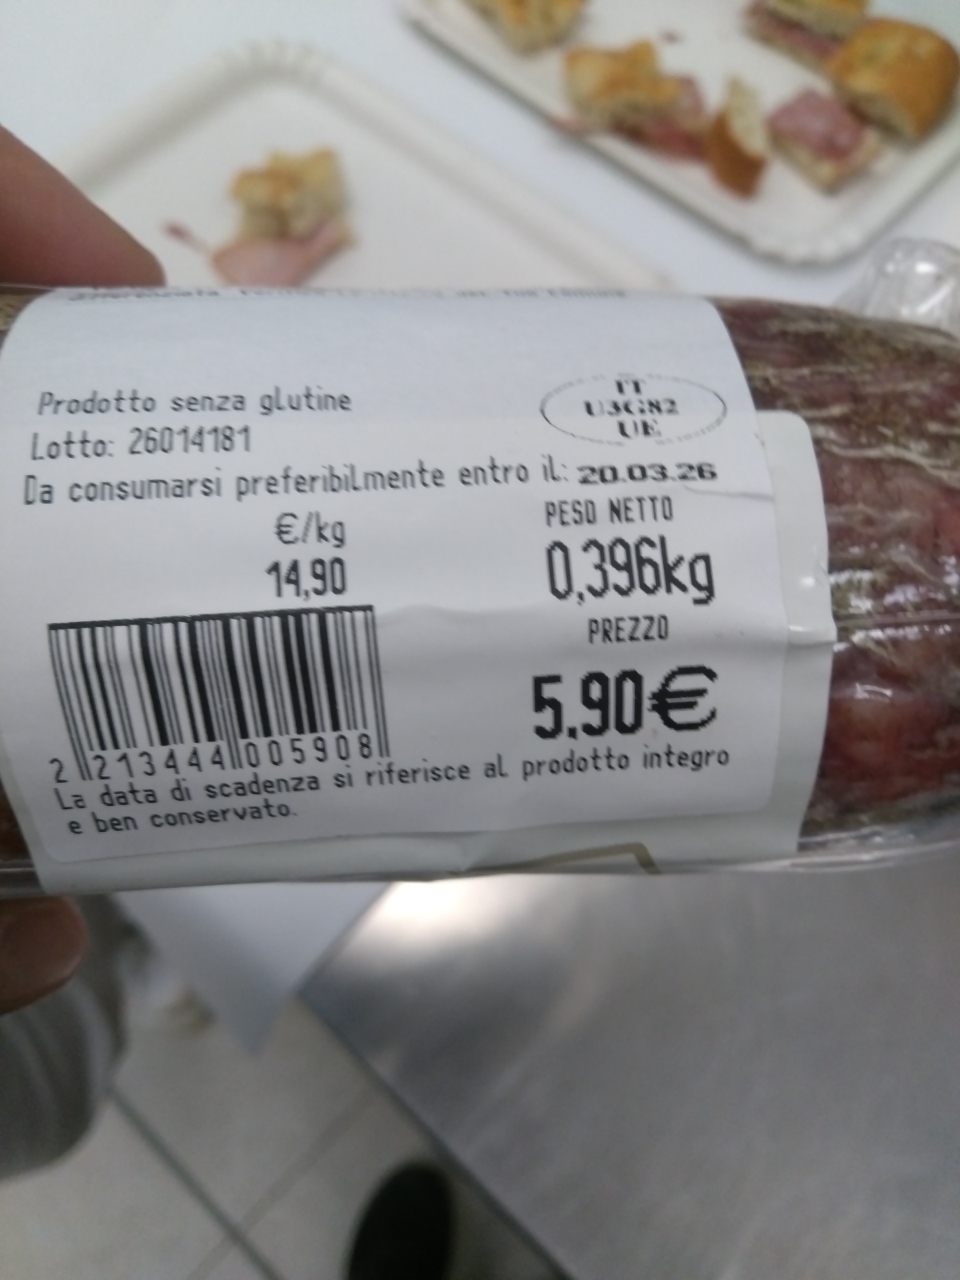 Prodotto senza glutine
IT
U3G82
UE
Lotto: 26014181
Da consumarsi preferibilmente entro il: 20.03.26
€/kg
14,90
PESO NETTO
0,396kg
PREZZO
5.90€
2 213444 005908
La data di scadenza si riferisce al prodotto integro
e ben conservato.